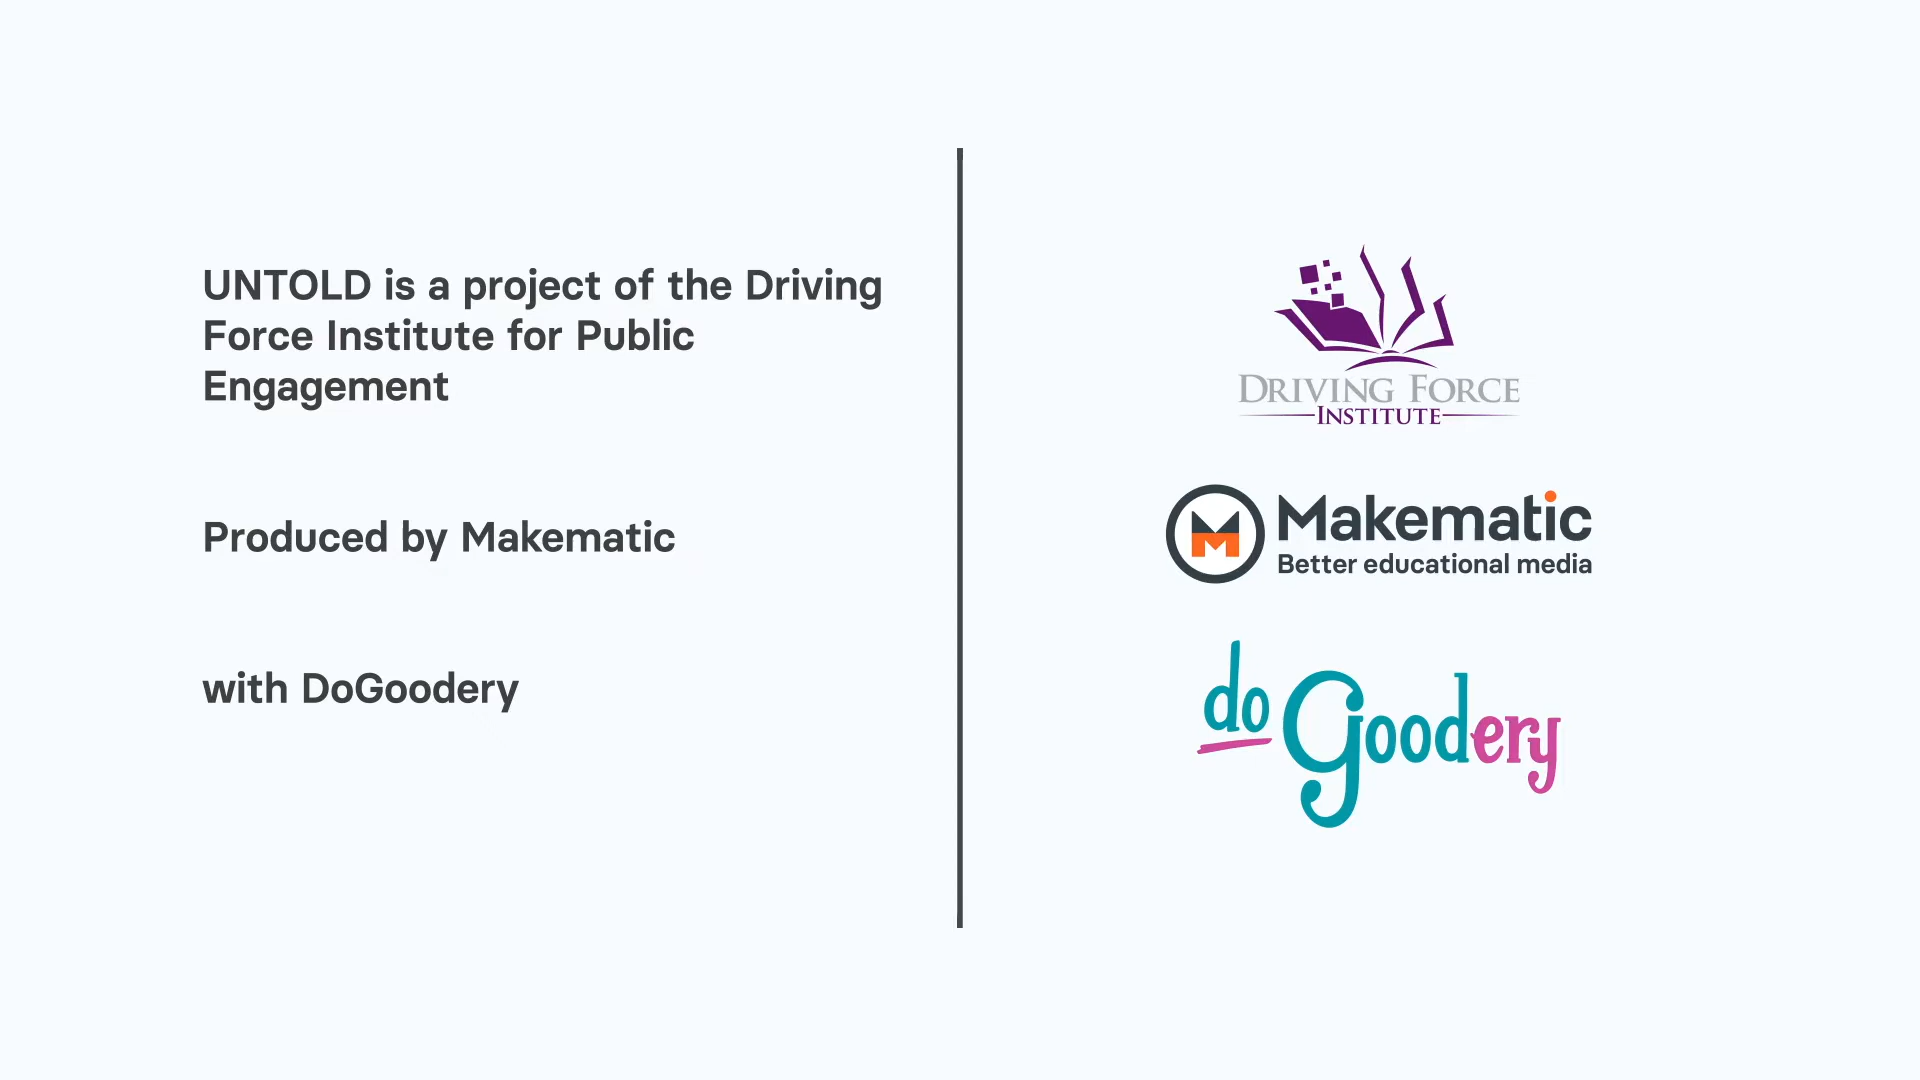 UNTOLD is a project of the Driving
Force Institute for Public
Engagement
Produced by Makematic
with DoGoodery
DRIVING FORCE
INSTITUTE
M
Makematic
Better educational media
do Goodery